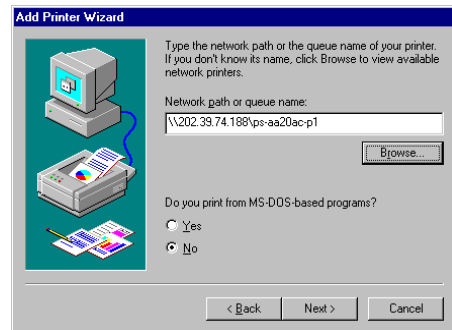 Add Printer Wizard
Type the network path or the queue name of your printer.
If you don't know its name, click Browse to view available
network printers.
Network path or queue name:
\\202.39.74.188\ps-aa20ac-p1
Browse...
Do you print from MS-DOS-based programs?
Yes
No
< Back
Next >
Cancel